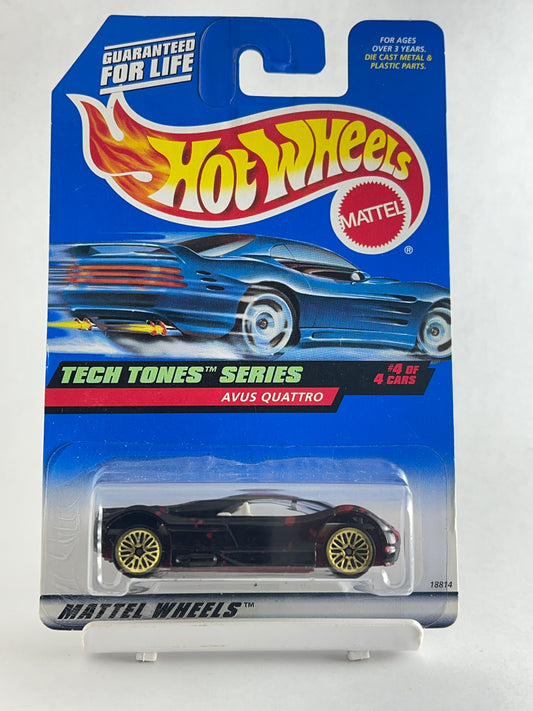 GUARANTEED
FOR LIFE
FOR AGES
OVER 3 YEARS.
DIE CAST METAL &
PLASTIC PARTS.
HOT WHEELS
MATTEL
®
TECH TONES™ SERIES
AVUS QUATTRO
#4 OF
4 CARS
18814
MATTEL WHEELS™